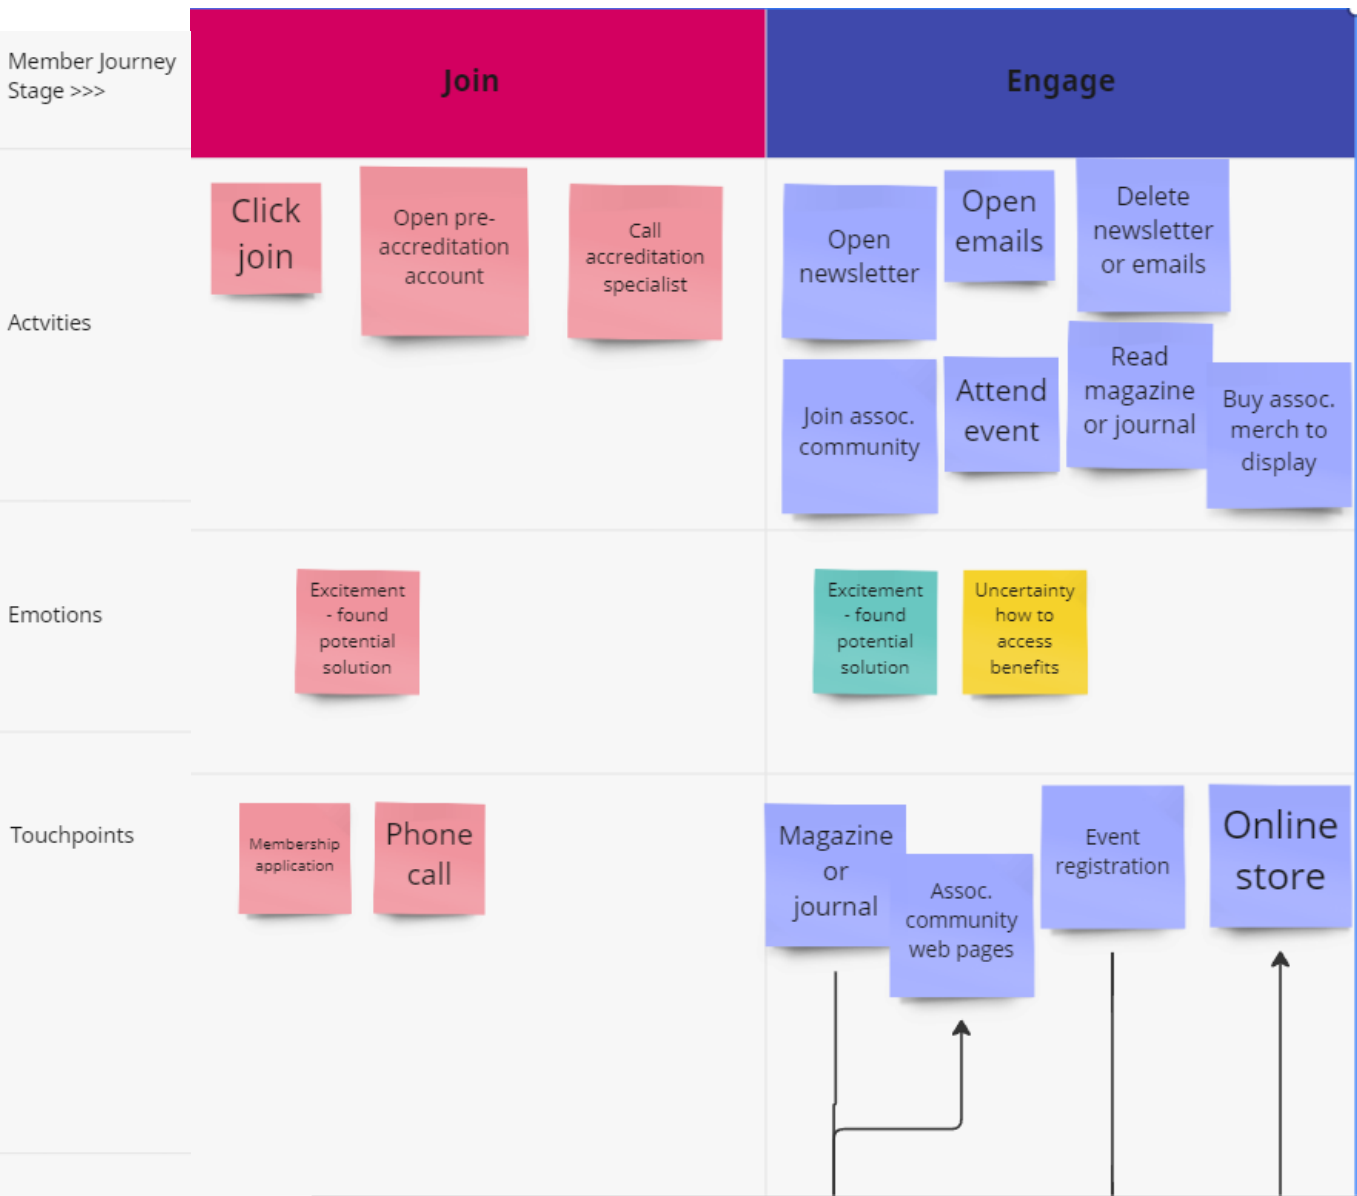 Member Journey
Stage >>>
Join
Engage
Actvities
Click
join
Open pre-
accreditation
account
Call
accreditation
specialist
Open
newsletter
Open
emails
Delete
newsletter
or emails
Join assoc.
community
Attend
event
Read
magazine
or journal
Buy assoc.
merch to
display
Emotions
Excitement
- found
potential
solution
Excitement
- found
potential
solution
Uncertainty
how to
access
benefits
Touchpoints
Membership
application
Phone
call
Magazine
or
journal
Assoc.
community
web pages
Event
registration
Online
store